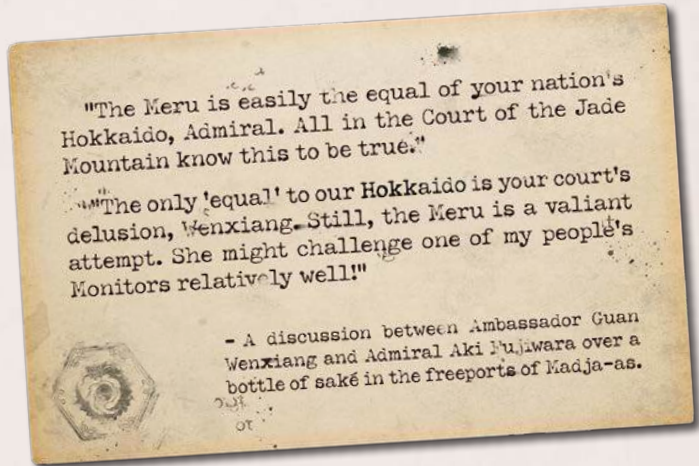 "The Meru is easily the equal of your nation's
Hokkaido, Admiral. All in the Court of the Jade
Mountain know this to be true."
"The only 'equal' to our Hokkaido is your court's
delusion, Wenxiang. Still, the Meru is a valiant
attempt. She might challenge one of my people's
Monitors relatively well!"
- A discussion between Ambassador Guan
Wenxiang and Admiral Aki Fujiwara over a
bottle of saké in the freeports of Madja-as.